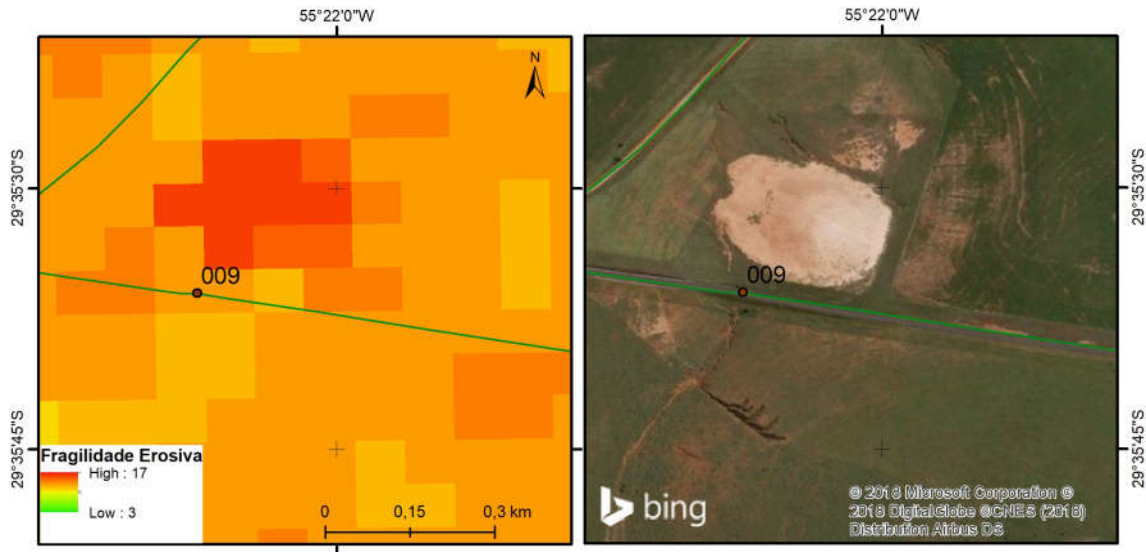 55°22'0"W
55°22'0"W
N
29°35'30"S
29°35'30"S
009
009
29°35'45"S
29°35'45"S
Fragilidade Erosiva
High : 17
Low : 3
0 0,15 0,3 km
bing
© 2018 Microsoft Corporation ©
2018 DigitalGlobe ©CNES (2018)
Distribution Airbus DS